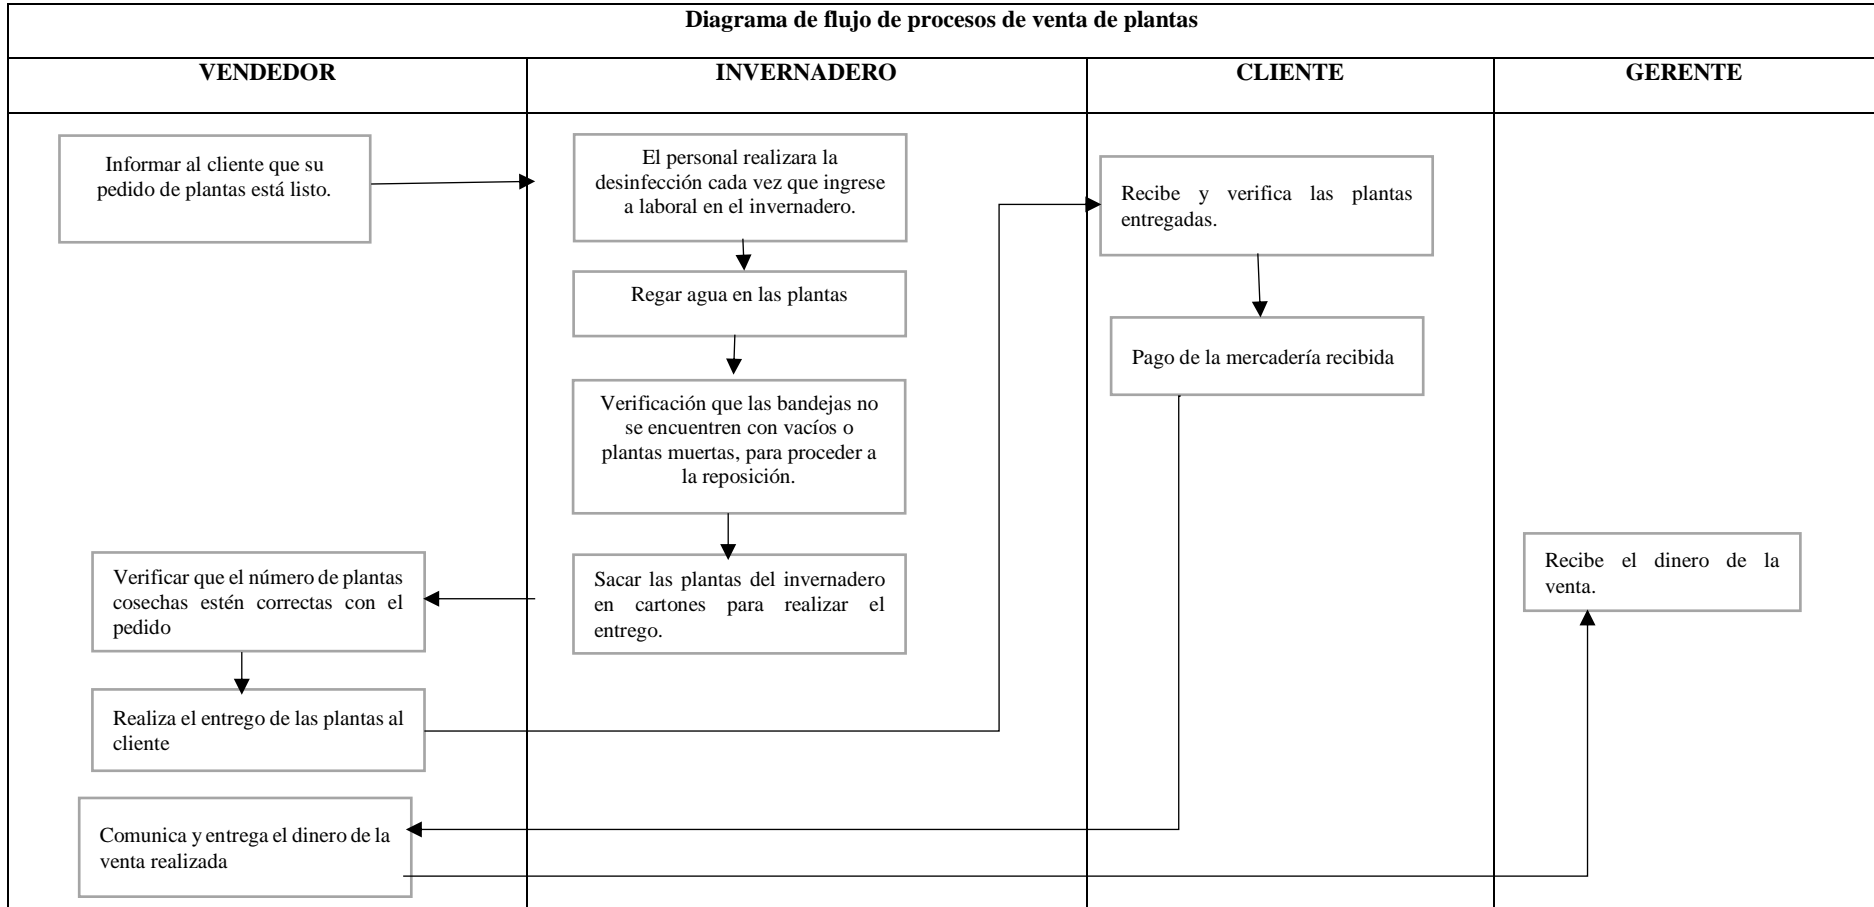 Diagrama de flujo de procesos de venta de plantas
VENDEDOR
INVERNADERO
CLIENTE
GERENTE
Informar al cliente que su
pedido de plantas está listo.
El personal realizara la
desinfección cada vez que ingrese
a laboral en el invernadero.
Regar agua en las plantas
Verificación que las bandejas no
se encuentren con vacíos o
plantas muertas, para proceder a
la reposición.
Sacar las plantas del invernadero
en cartones para realizar el
entrego.
Verificar que el número de plantas
cosechas estén correctas con el
pedido
Realiza el entrego de las plantas al
cliente
Recibe y verifica las plantas
entregadas.
Pago de la mercadería recibida
Comunica y entrega el dinero de la
venta realizada
Recibe el dinero de la
venta.